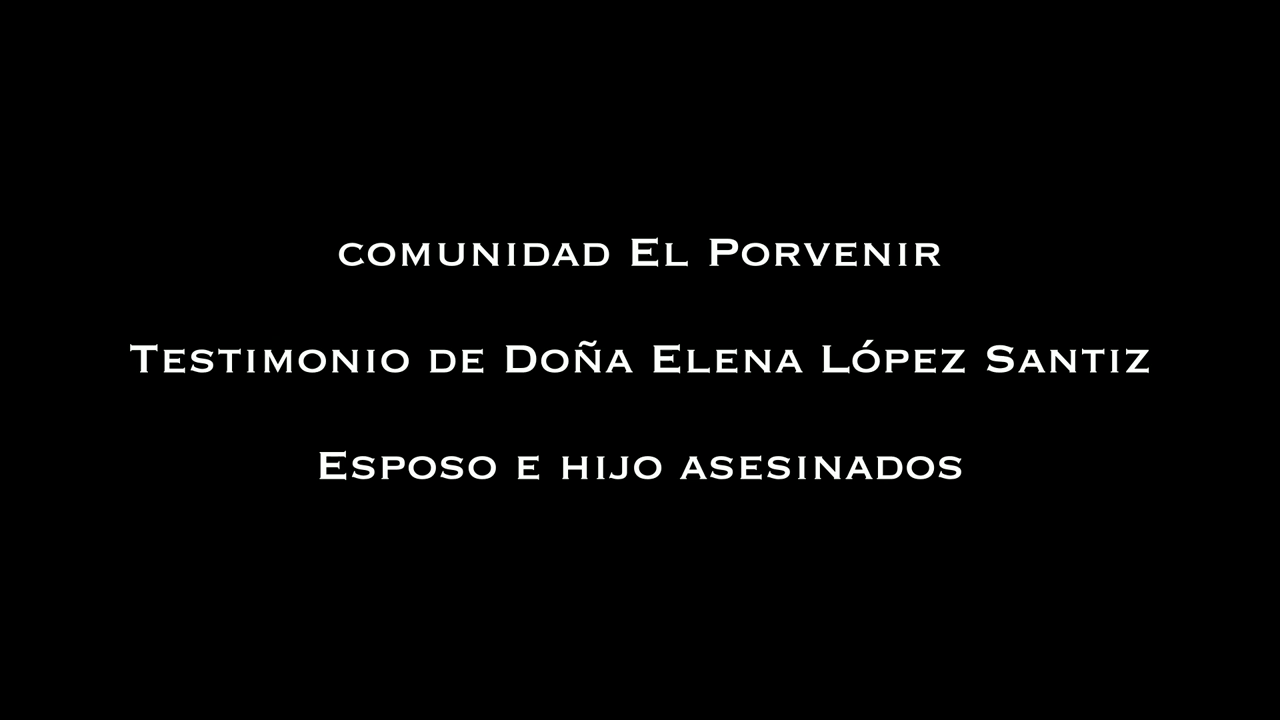 comunidad El Porvenir
Testimonio de Doña Elena López Santiz
Esposo e hijo asesinados